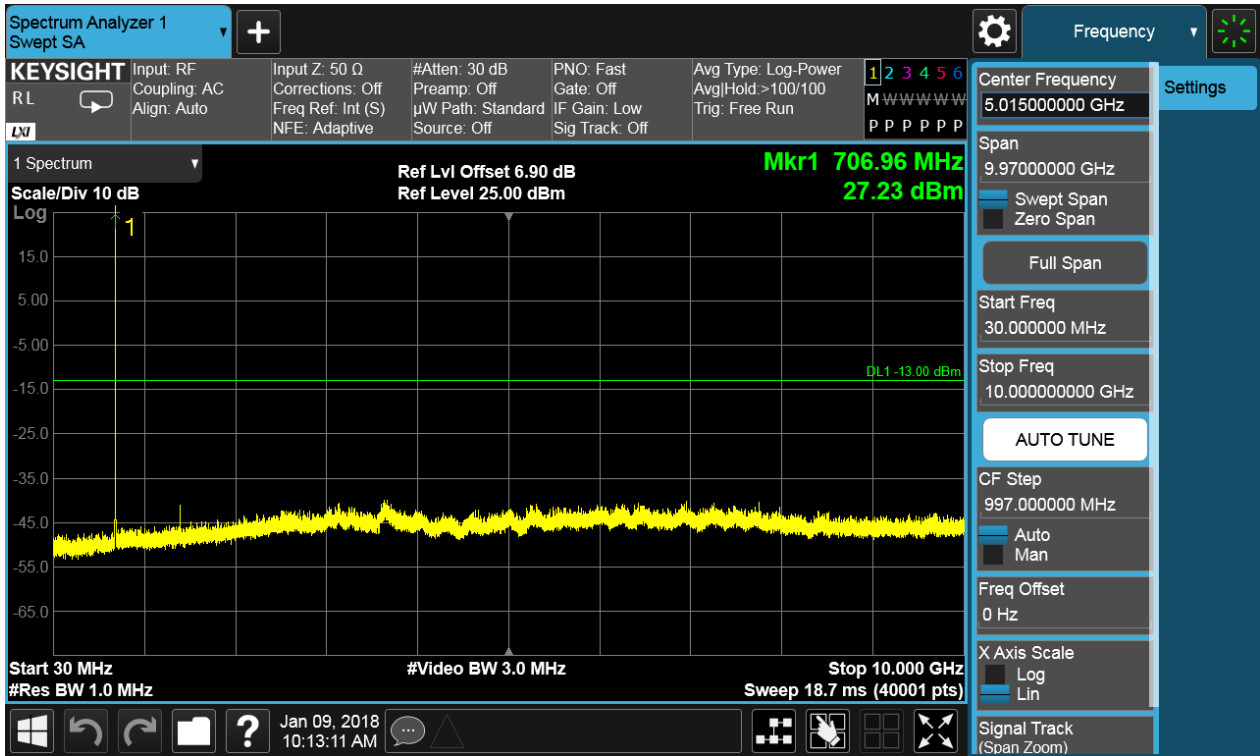 Spectrum Analyzer 1
Swept SA
+
Frequency
KEYSIGHT
R L
LXI
Input: RF
Coupling: AC
Align: Auto
Input Z: 50 Ω
Corrections: Off
Freq Ref: Int (S)
NFE: Adaptive
#Atten: 30 dB
Preamp: Off
µW Path: Standard
Source: Off
PNO: Fast
Gate: Off
IF Gain: Low
Sig Track: Off
Avg Type: Log-Power
Avg|Hold:>100/100
Trig: Free Run
1 2 3 4 5 6
M W W W W W
P P P P P P
Center Frequency
5.015000000 GHz
Settings
Span
9.97000000 GHz
Swept Span
Zero Span
Full Span
Start Freq
30.000000 MHz
Stop Freq
10.000000000 GHz
AUTO TUNE
CF Step
997.000000 MHz
Auto
Man
Freq Offset
0 Hz
X Axis Scale
Log
Lin
Signal Track
(Span Zoom)
1 Spectrum
Scale/Div 10 dB
Log
Ref Lvl Offset 6.90 dB
Ref Level 25.00 dBm
Mkr1 706.96 MHz
27.23 dBm
1
15.0
5.00
-5.00
DL1 -13.00 dBm
-15.0
-25.0
-35.0
-45.0
-55.0
-65.0
Start 30 MHz
#Video BW 3.0 MHz
Stop 10.000 GHz
#Res BW 1.0 MHz
Sweep 18.7 ms (40001 pts)
?
Jan 09, 2018
10:13:11 AM